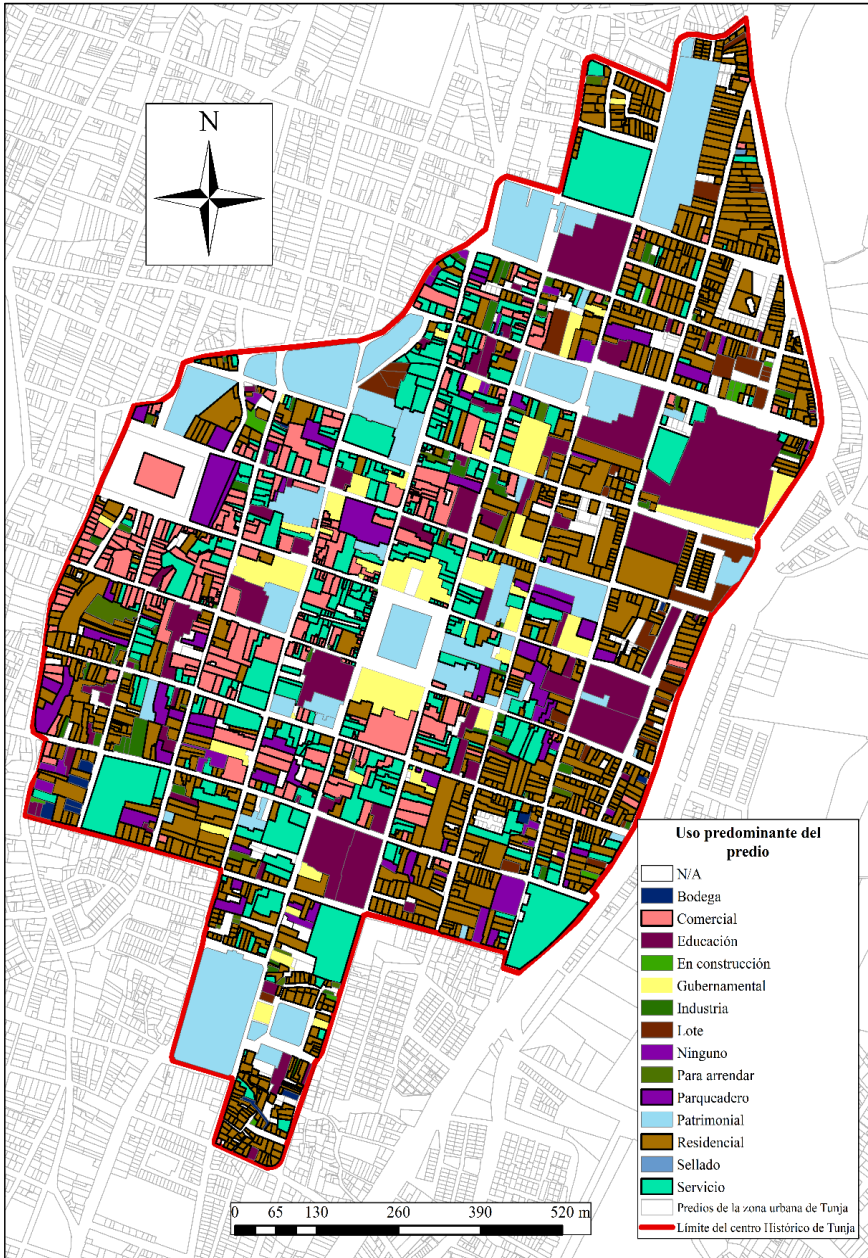 N
Uso predominante del
predio
N/A
Bodega
Comercial
Educación
En construcción
Gubernamental
Industria
Lote
Ninguno
Para arrendar
Parqueadero
Patrimonial
Residencial
Sellado
Servicio
Predios de la zona urbana de Tunja
Límite del centro Histórico de Tunja
0 65 130 260 390 520 m